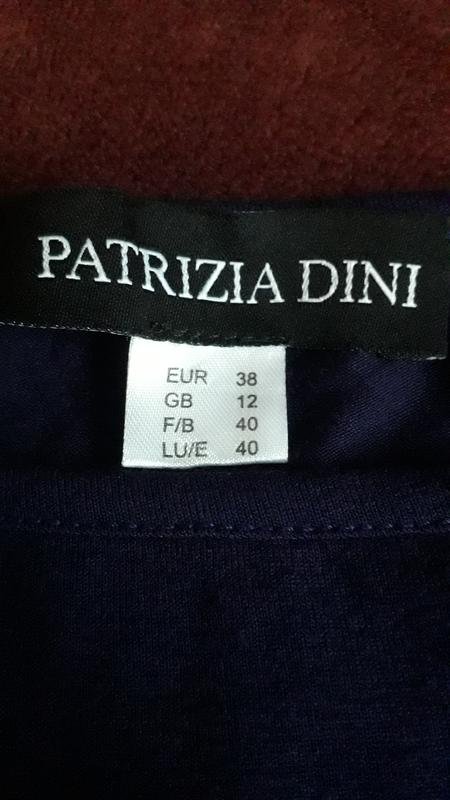 PATRIZIA DINI
EUR 38
GB 12
F/B 40
LU/E 40